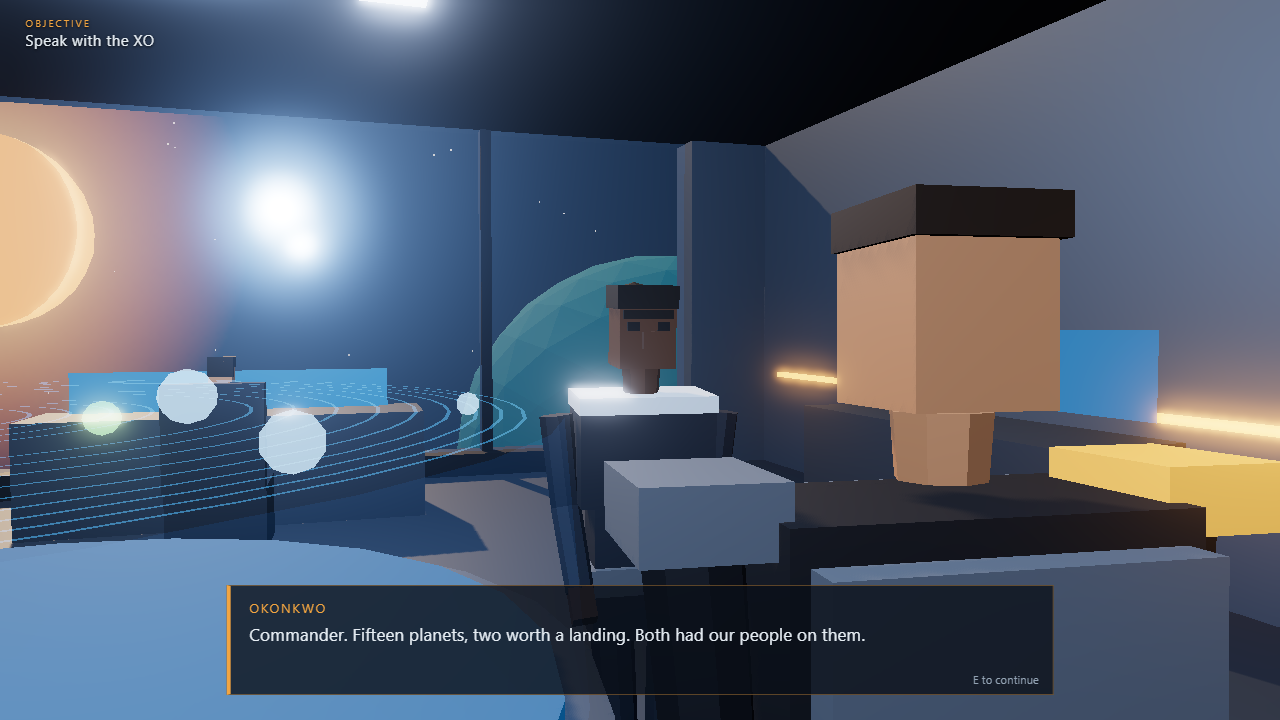 OBJECTIVE
Speak with the XO
OKONKWO
Commander. Fifteen planets, two worth a landing. Both had our people on them.
E to continue